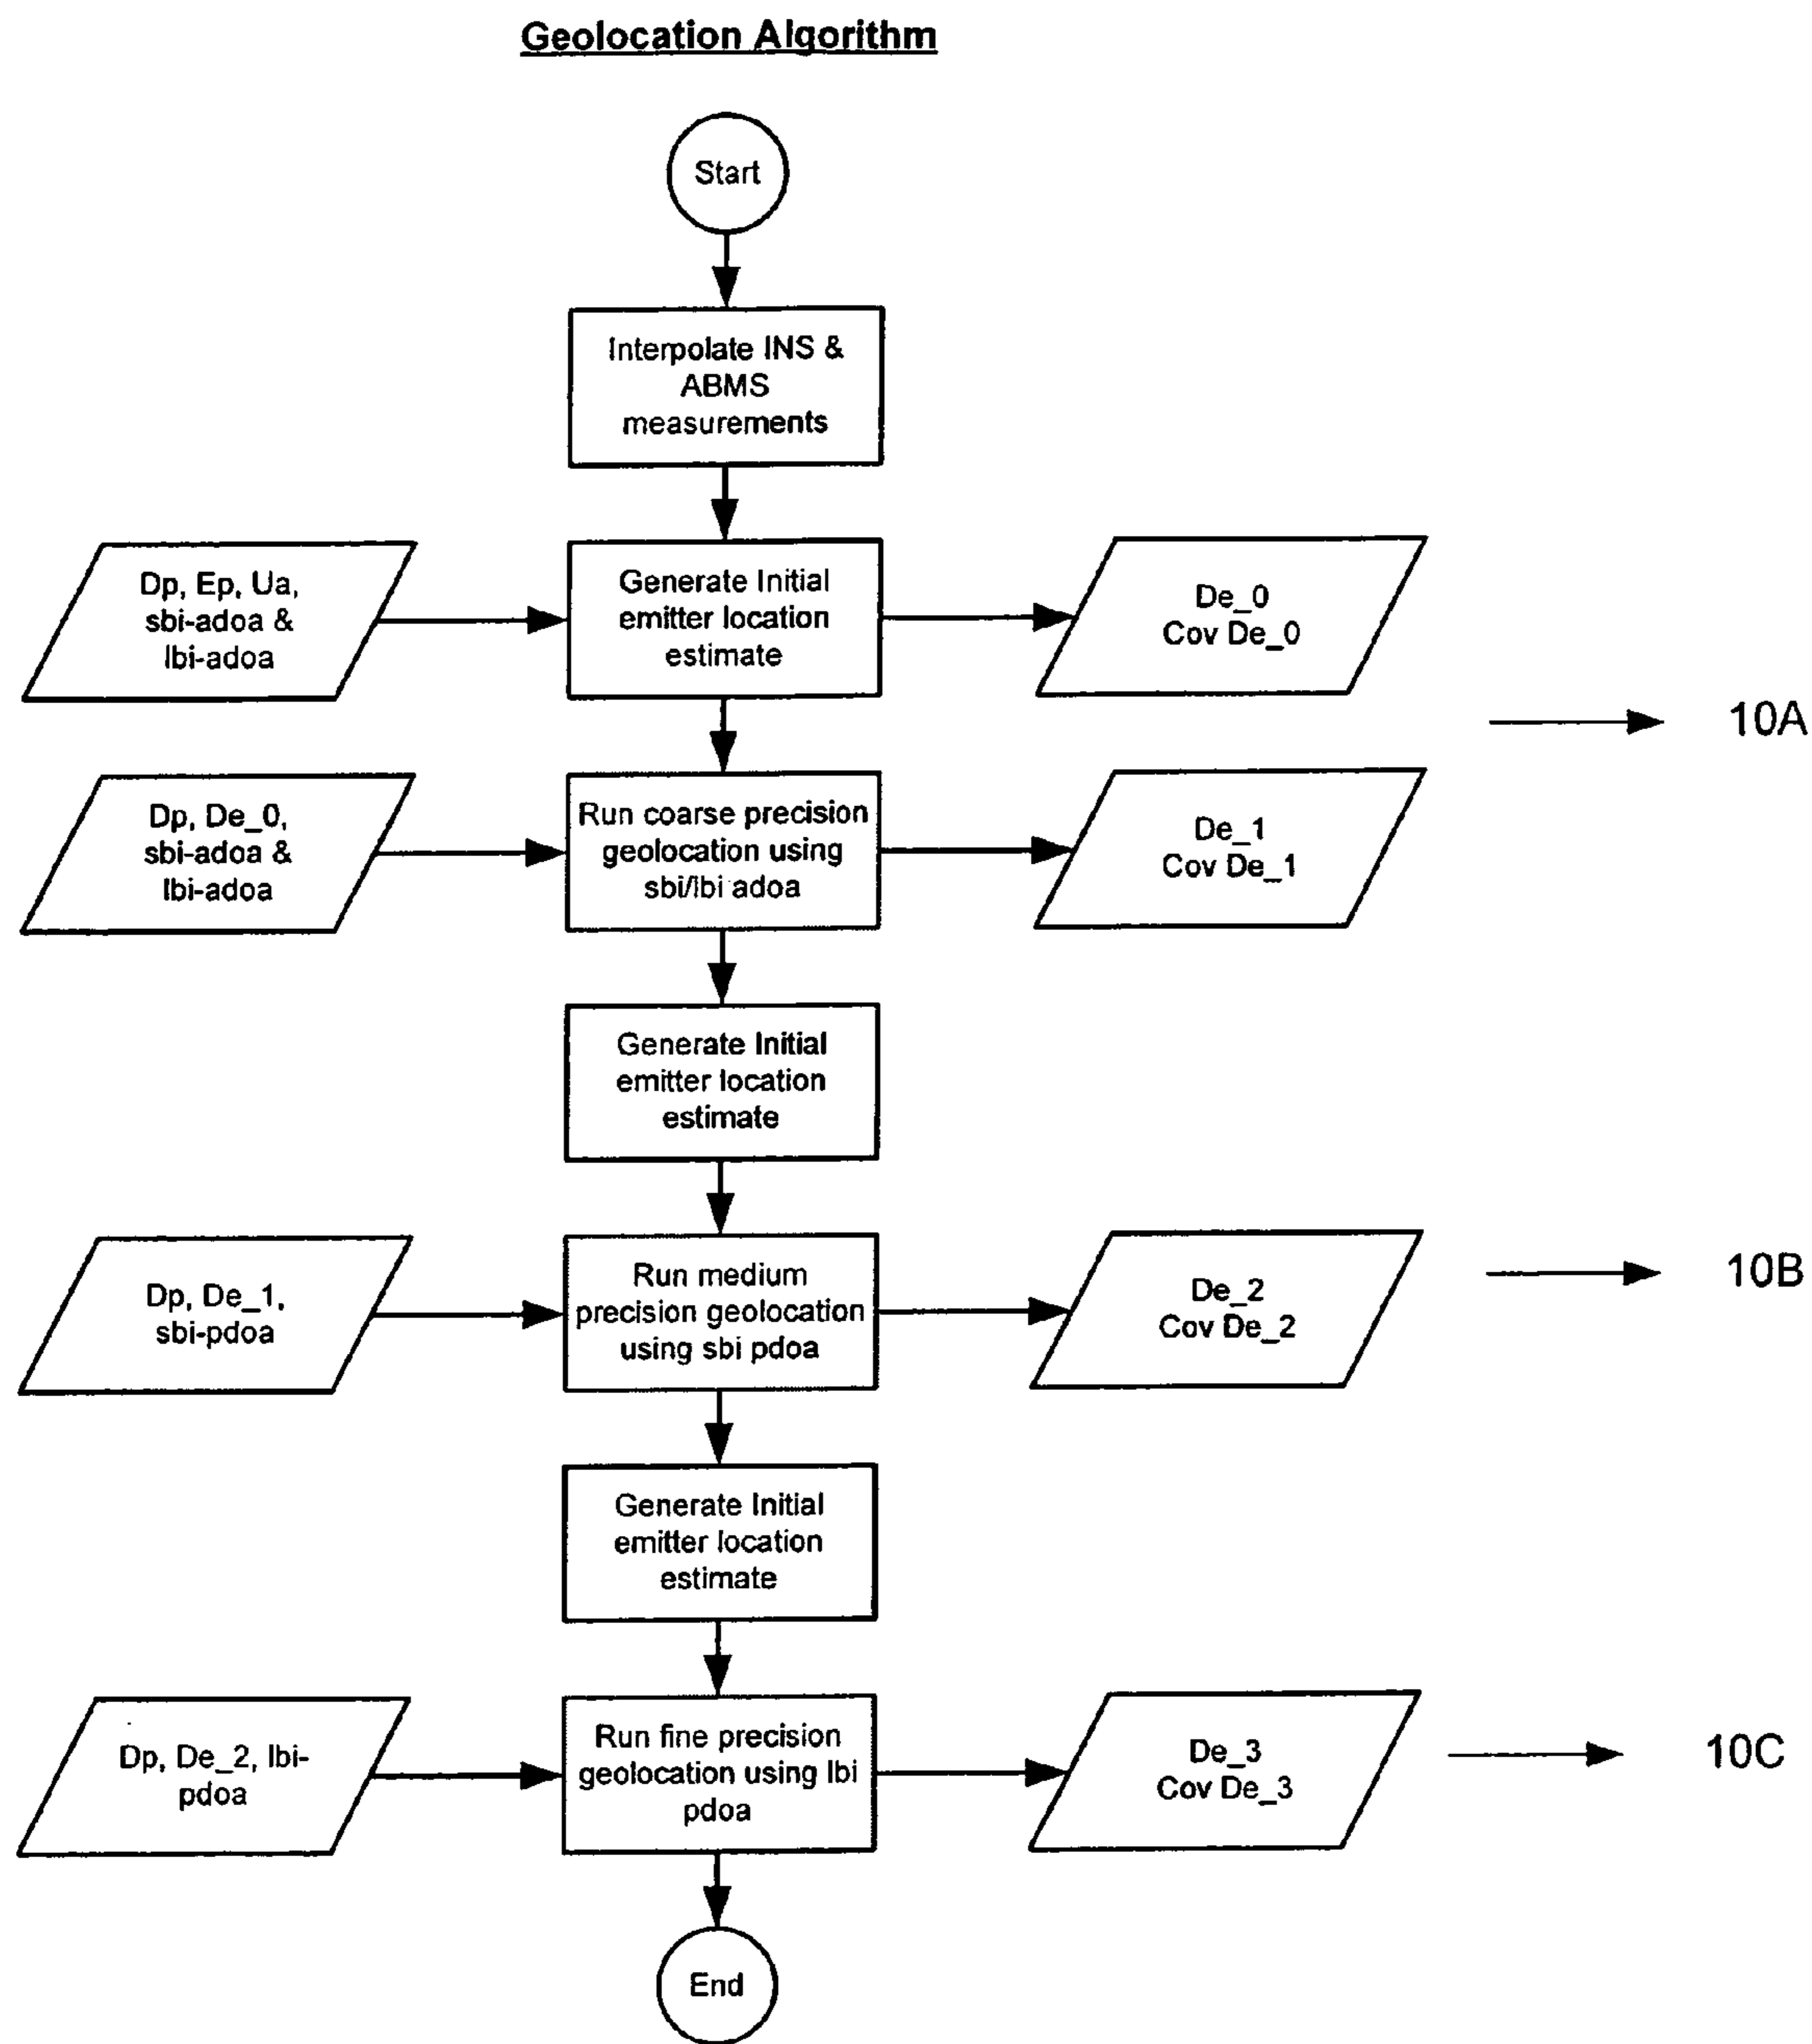 Geolocation Algorithm
Start
Interpolate INS &
ABMS
measurements
Dp, Ep, Ua,
sbi-adoa &
lbi-adoa
Generate Initial
emitter location
estimate
De_0
Cov De_0
10A
Dp, De_0,
sbi-adoa &
lbi-adoa
Run coarse precision
geolocation using
sbi/lbi adoa
De_1
Cov De_1
Generate Initial
emitter location
estimate
Dp, De_1,
sbi-pdoa
Run medium
precision geolocation
using sbi pdoa
De_2
Cov De_2
10B
Generate Initial
emitter location
estimate
Dp, De_2, lbi-
pdoa
Run fine precision
geolocation using lbi
pdoa
De_3
Cov De_3
10C
End